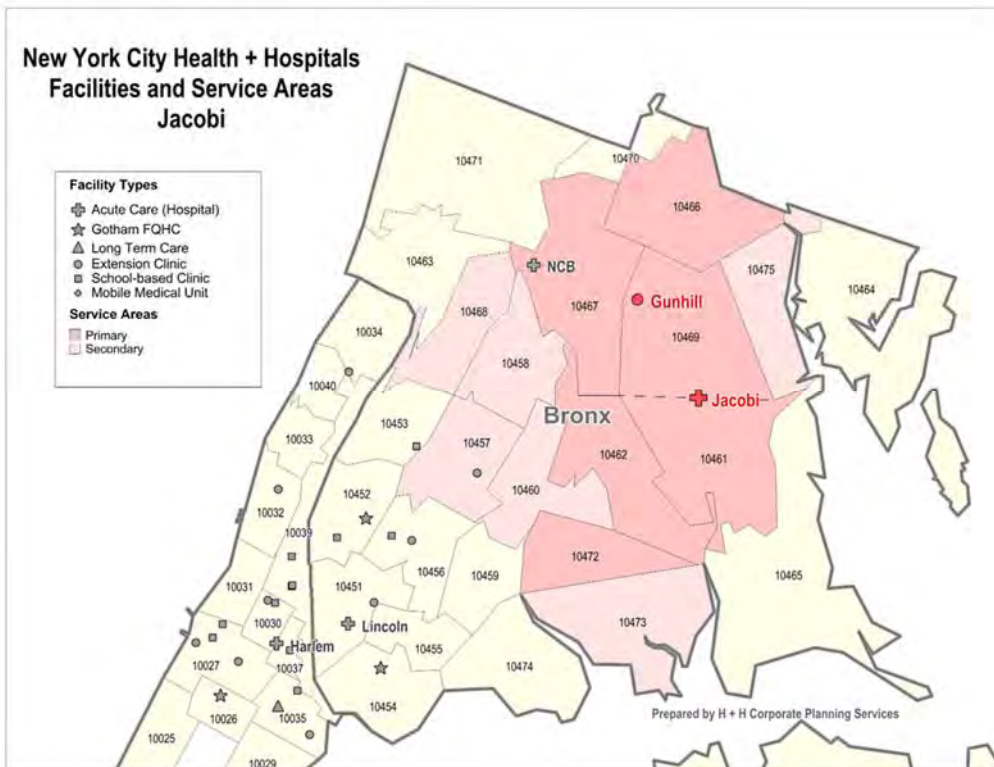 New York City Health + Hospitals
Facilities and Service Areas
Jacobi
Facility Types
Acute Care (Hospital)
Gotham FQHC
Long Term Care
Extension Clinic
School-based Clinic
Mobile Medical Unit
Service Areas
Primary
Secondary
10471
10470
10466
10463
NCB
10475
10464
10467
Gunhill
10468
10034
10469
10458
10040
Jacobi
Bronx
10453
10033
10457
10462
10461
10460
10452
10032
10039
10472
10456
10459
10465
10031
10451
10030
Lincoln
10473
Harlem
10455
10027
10037
10474
10454
10026
10035
Prepared by H + H Corporate Planning Services
10025
10029